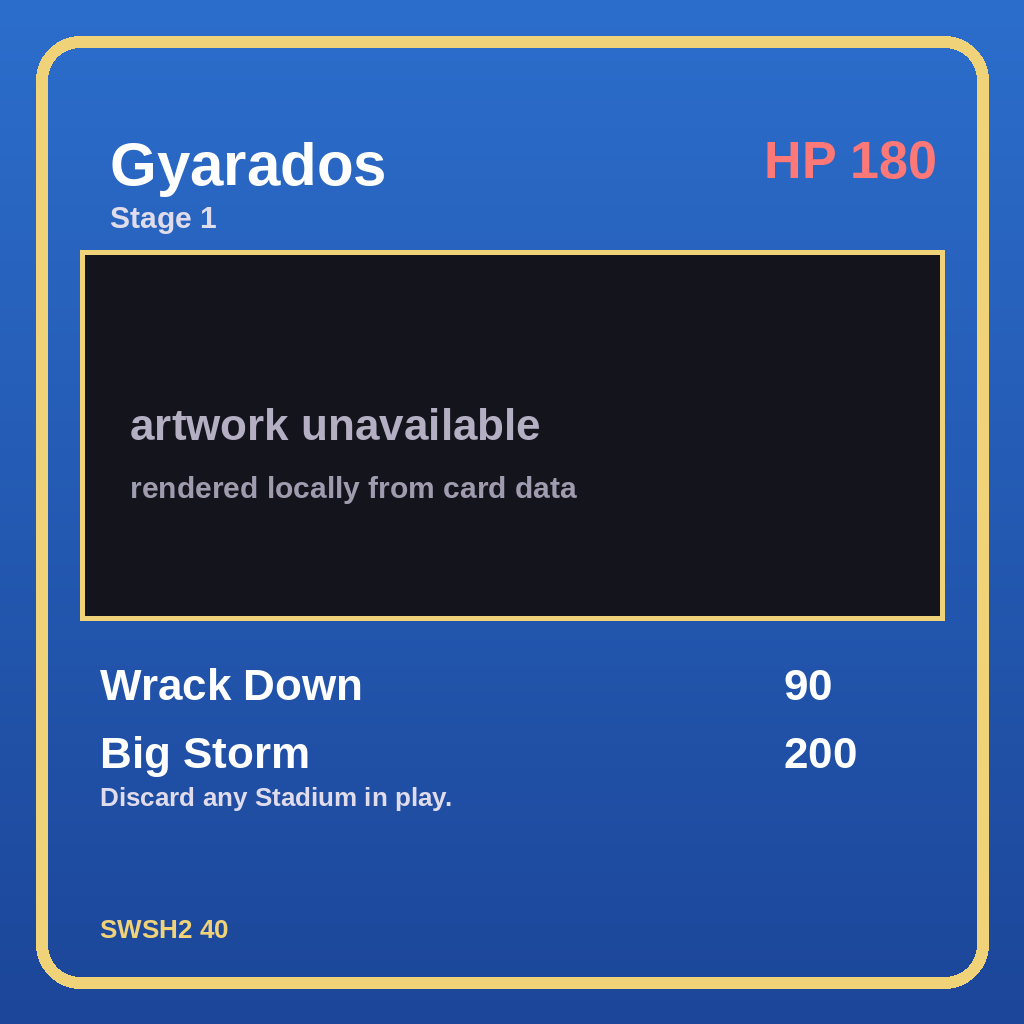 Gyarados
HP 180
Stage 1
artwork unavailable
rendered locally from card data
Wrack Down 90
Big Storm 200
Discard any Stadium in play.
SWSH2 40